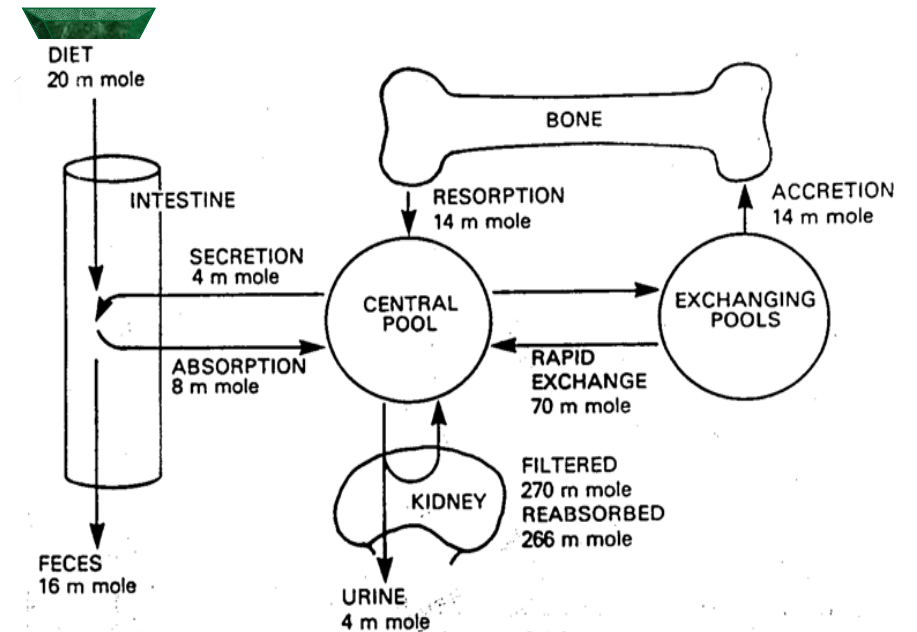 DIET
20 m mole
BONE
INTESTINE
RESORPTION
14 m mole
ACCRETION
14 m mole
SECRETION
4 m mole
CENTRAL
POOL
EXCHANGING
POOLS
ABSORPTION
8 m mole
RAPID
EXCHANGE
70 m mole
KIDNEY
FILTERED
270 m mole
REABSORBED
266 m mole
FECES
16 m mole
URINE
4 m mole